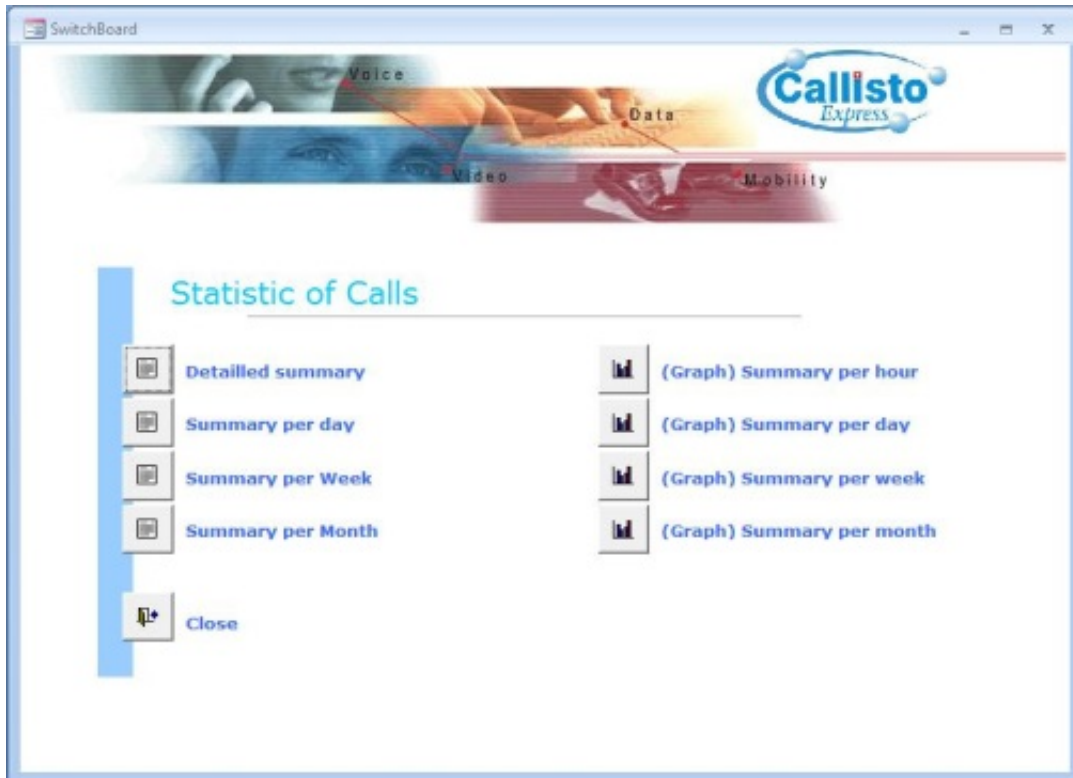 SwitchBoard
Voice
Callisto
Express
Data
Video
Mobility
Statistic of Calls
Detailled summary
(Graph) Summary per hour
Summary per day
(Graph) Summary per day
Summary per Week
(Graph) Summary per week
Summary per Month
(Graph) Summary per month
Close